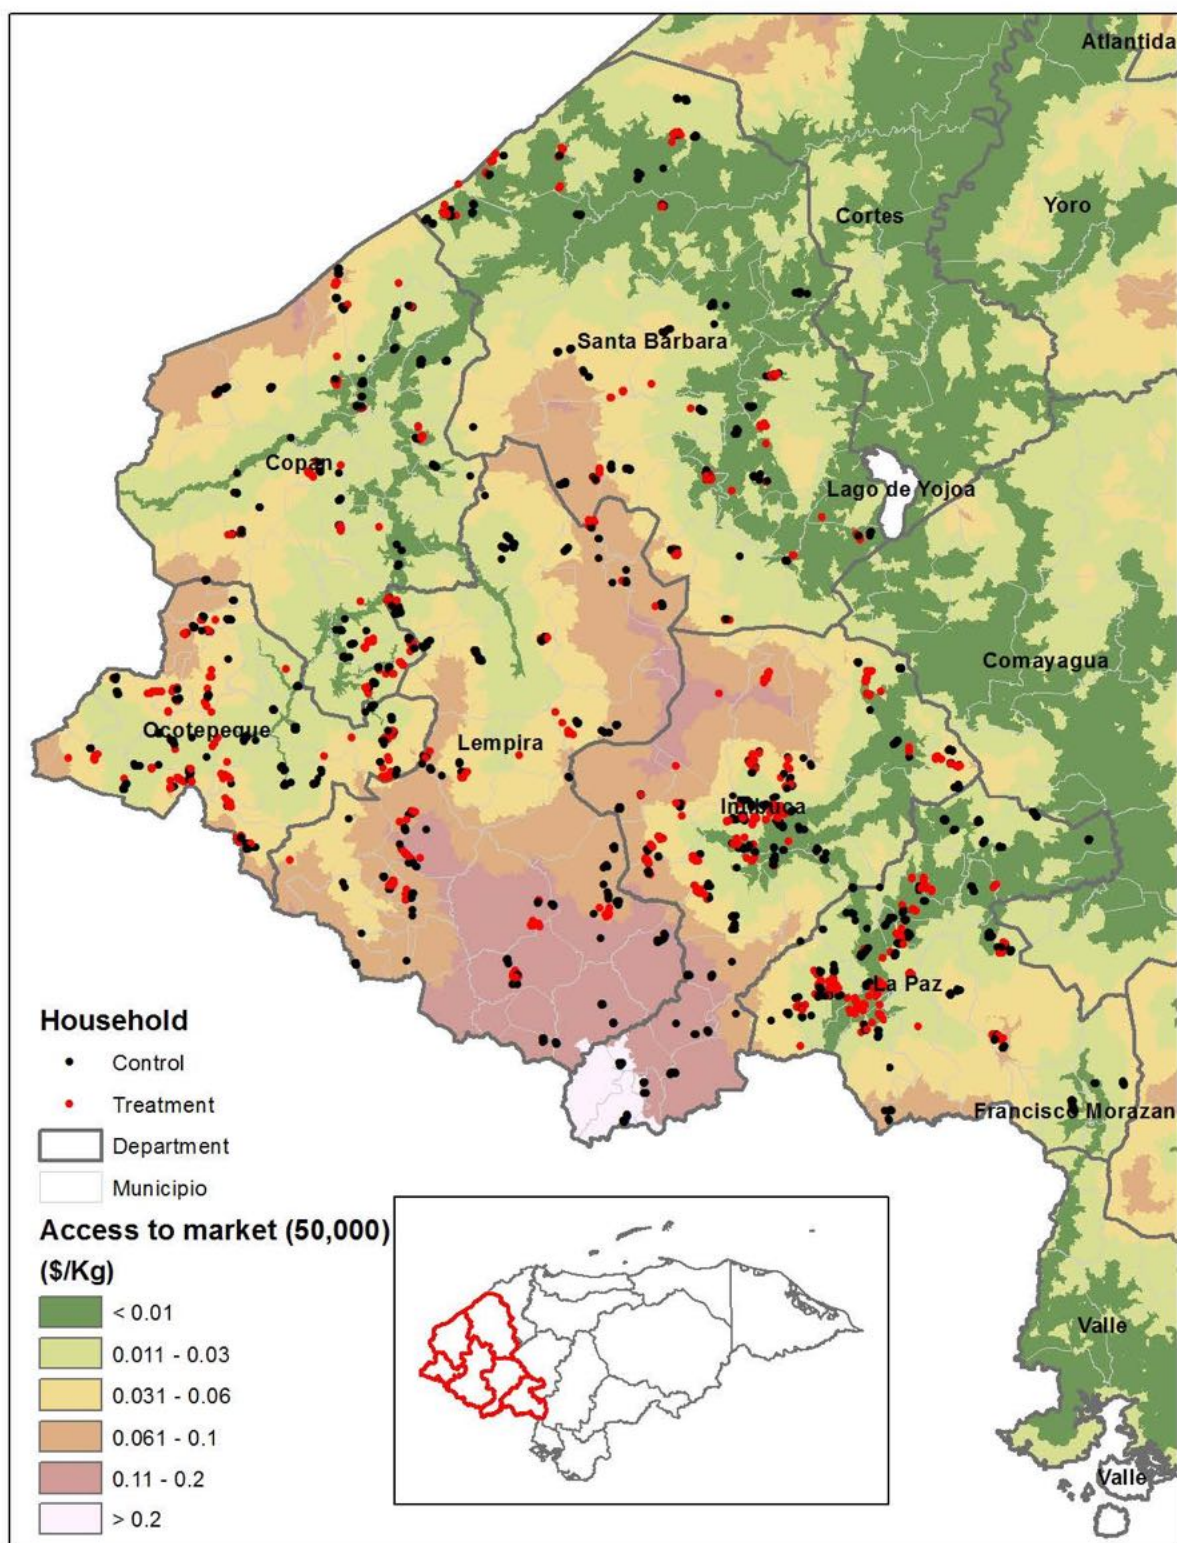 Atlantida
Cortes
Yoro
Santa Barbara
Copan
Lago de Yojoa
Comayagua
Ocotepeque
Lempira
Intibuca
La Paz
Francisco Morazan
Valle
Valle
Household
Control
Treatment
Department
Municipio
Access to market (50,000)
($/Kg)
< 0.01
0.011 - 0.03
0.031 - 0.06
0.061 - 0.1
0.11 - 0.2
> 0.2